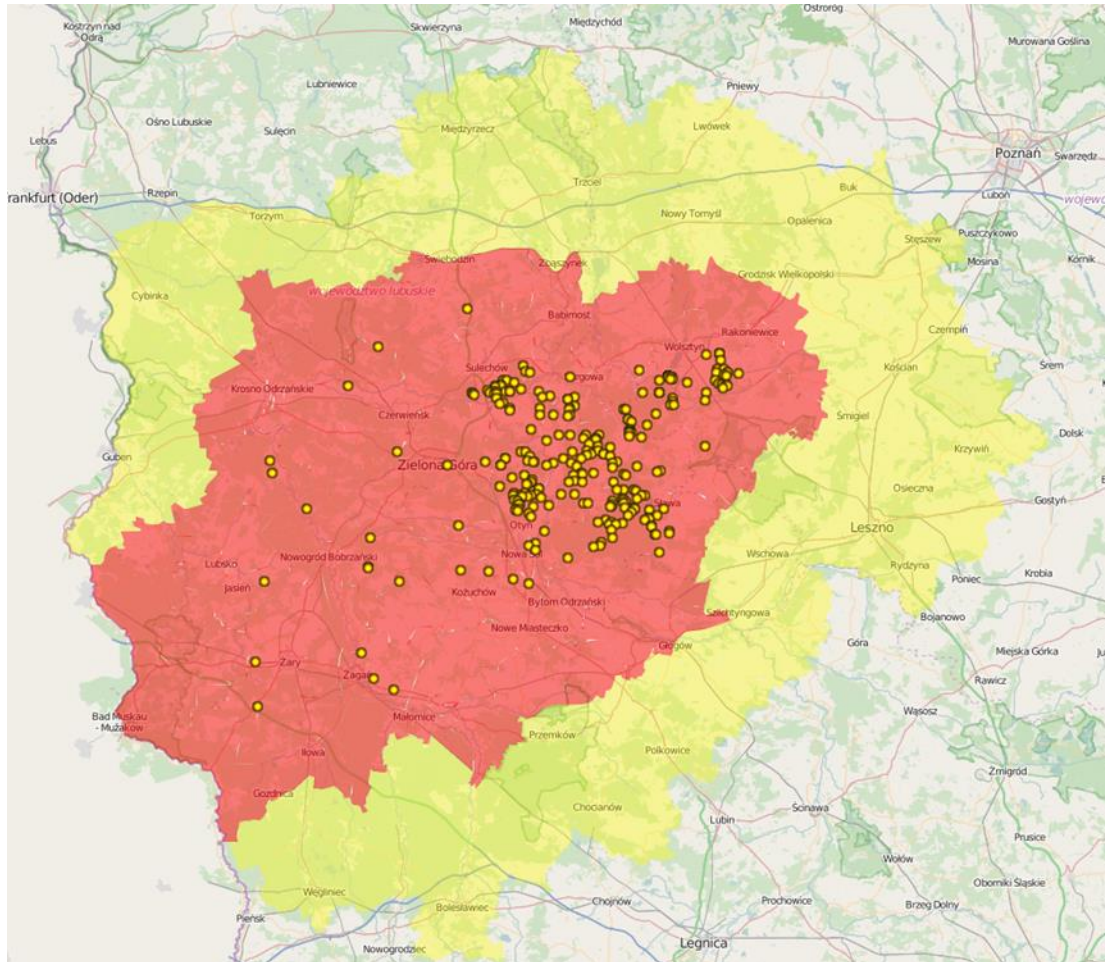 Kostrzyn nad
Odrą
Skwierzyna
Międzychód
Ostroróg
Murowana Goślina
Lubniewice
Pniewy
Ośno Lubuskie
Sulęcin
Międzyrzecz
Lwówek
Lebus
Poznań
Swarzędz
Rzepin
Trzciel
Buk
Luboń
rankfurt (Oder)
Torzym
Nowy Tomyśl
Opalenica
Puszczykowo
Stęszew
Mosina
Kórnik
Świebodzin
Zbąszynek
Grodzisk Wielkopolski
Cybinka
województwo lubuskie
Babimost
Rakoniewice
Czempiń
Wolsztyn
Śrem
Sulechów
Kościan
Krosno Odrzańskie
argowa
Czerwieńsk
Śmigiel
Dolsk
Guben
Zielona Góra
Krzywiń
Osieczna
Gostyń
Sława
Otyń
Leszno
Nowogród Bobrzański
Nowa Sól
Wschowa
Lubsko
Rydzyna
Jasień
Poniec
Krobia
Kożuchów
Bytom Odrzański
Szlichtyngowa
Bojanowo
Nowe Miasteczko
Głogów
Góra
Miejska Górka
Żary
Żagań
Rawicz
Bad Muskau
- Mużaków
Małomice
Wąsosz
Przemków
Iłowa
Polkowice
Żmigród
Gozdnica
Chocianów
Ścinawa
Lubin
Prusice
Wołów
Węgliniec
Oborniki Śląskie
Bolesławiec
Chojnów
Prochowice
Brzeg Dolny
Pieńsk
Nowogrodziec
Legnica